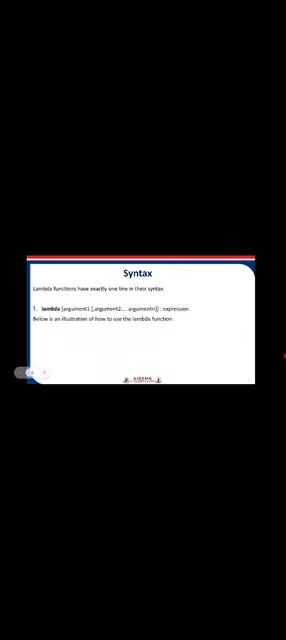 Syntax
Lambda functions have exactly one line in their syntax:
1. lambda [argument1 [,argument2... .argumentn]] : expression
Below is an illustration of how to use the lambda function:
AISSMS